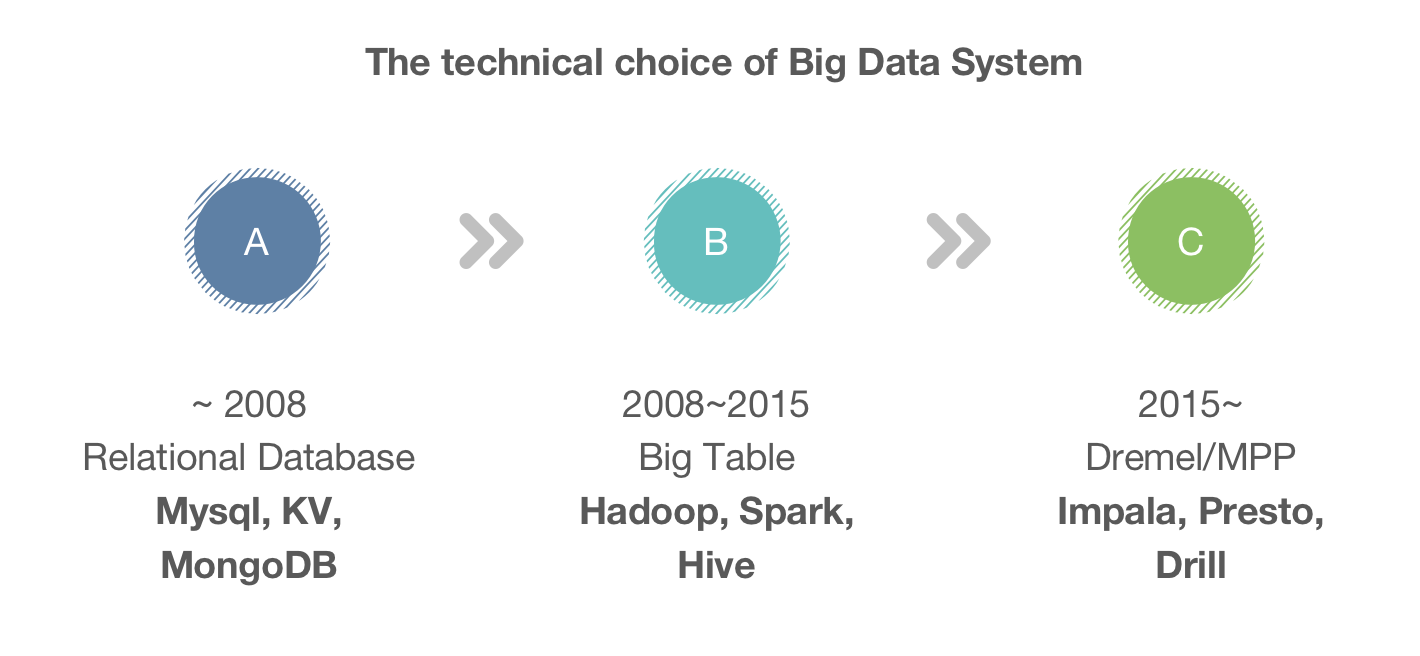 The technical choice of Big Data System
A
B
C
~ 2008
Relational Database
Mysql, KV,
MongoDB
2008~2015
Big Table
Hadoop, Spark,
Hive
2015~
Dremel/MPP
Impala, Presto,
Drill